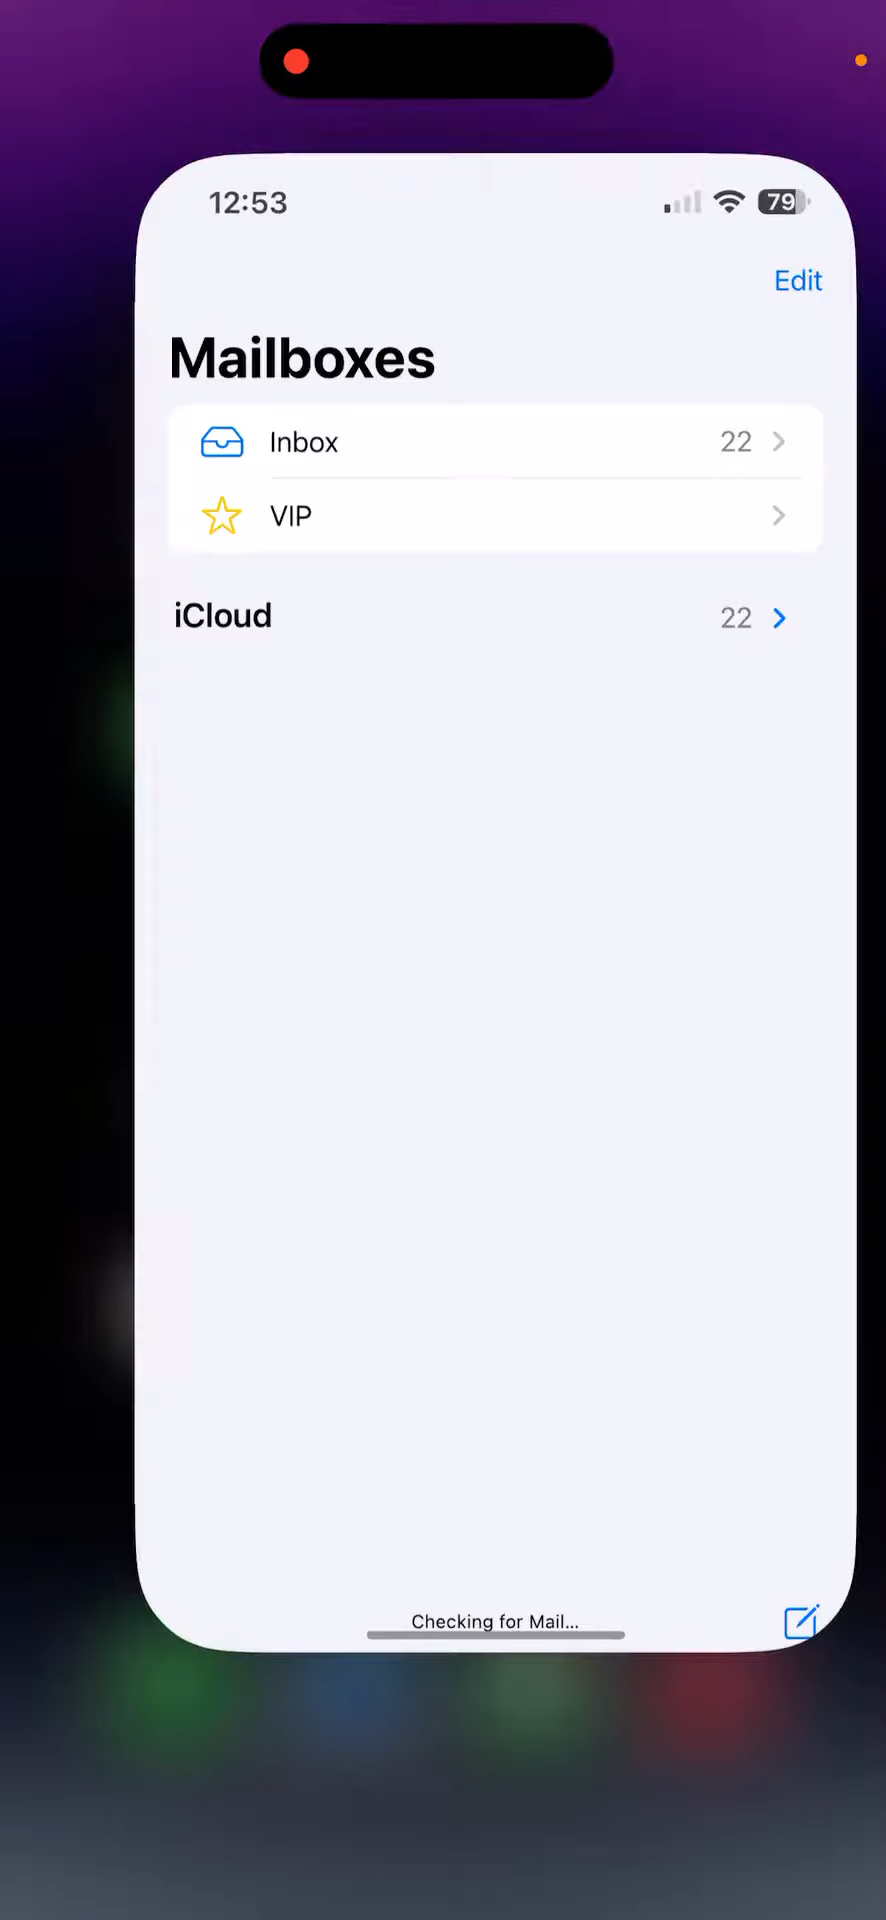 12:53
79
Edit
Mailboxes
Inbox 22
VIP
iCloud 22
Checking for Mail...